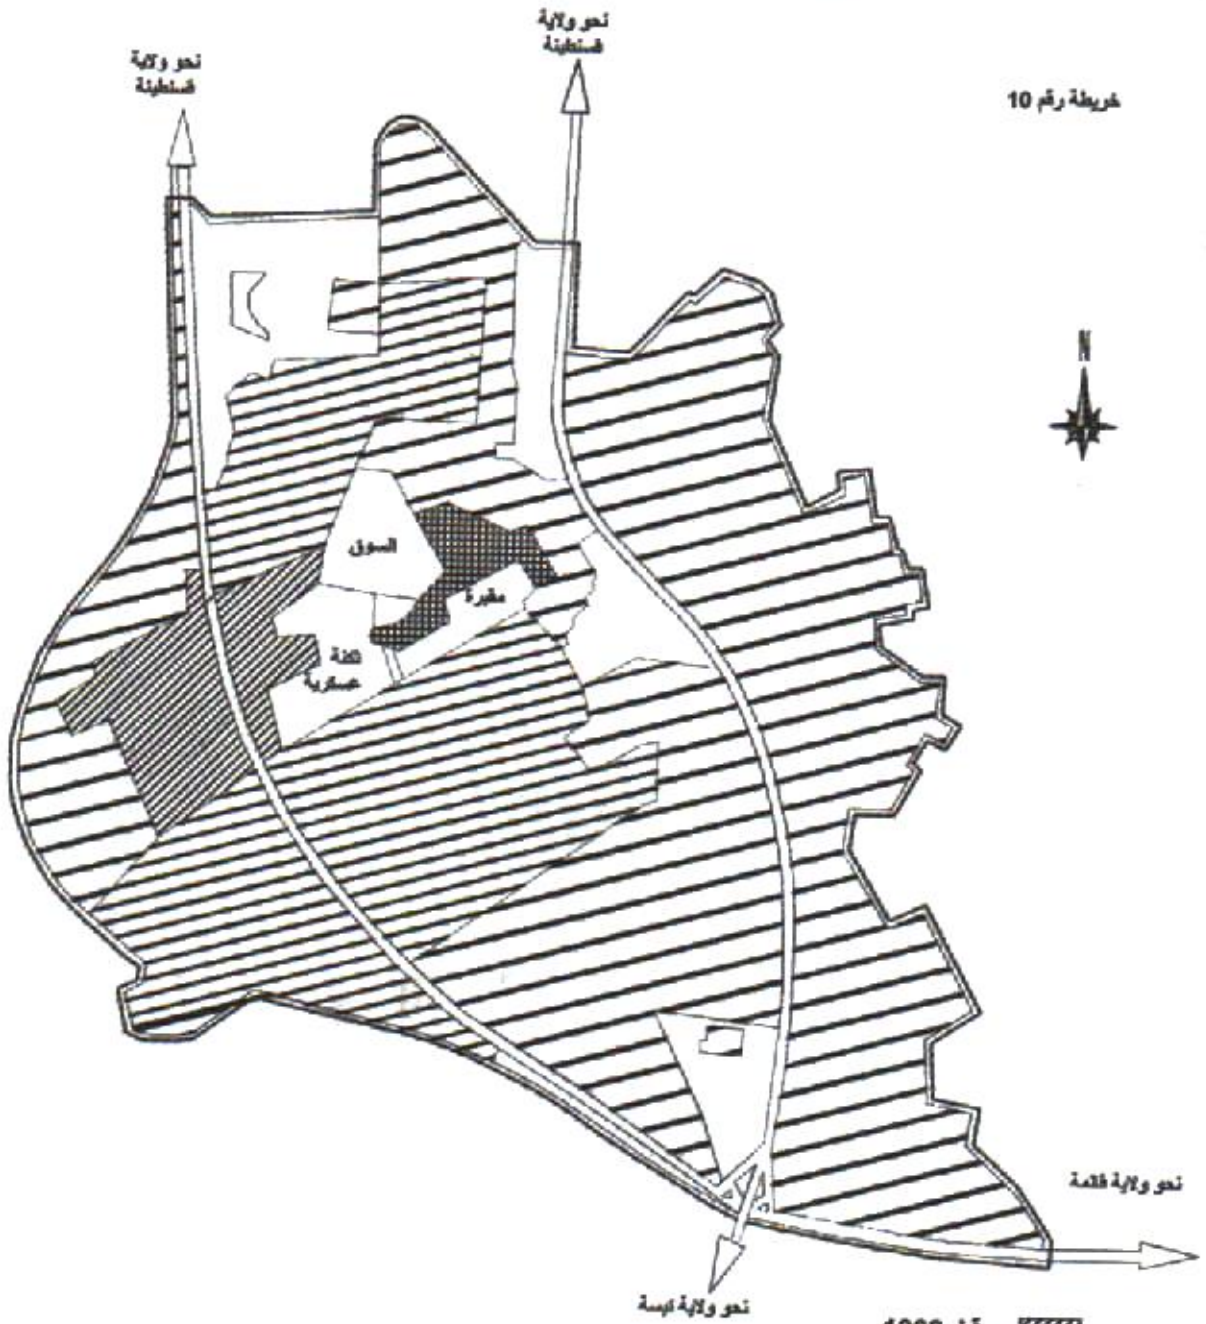 نحو ولاية
قسنطينة
نحو ولاية
قسنطينة
خريطة رقم 10
N
السوق
مقبرة
ثكنة
عسكرية
نحو ولاية قالمة
نحو ولاية تبسة